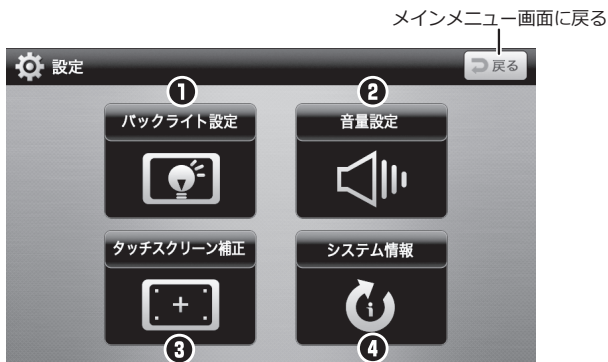 メインメニュー画面に戻る
設定
戻る
❶
❷
バックライト設定
音量設定
タッチスクリーン補正
システム情報
❸
❹